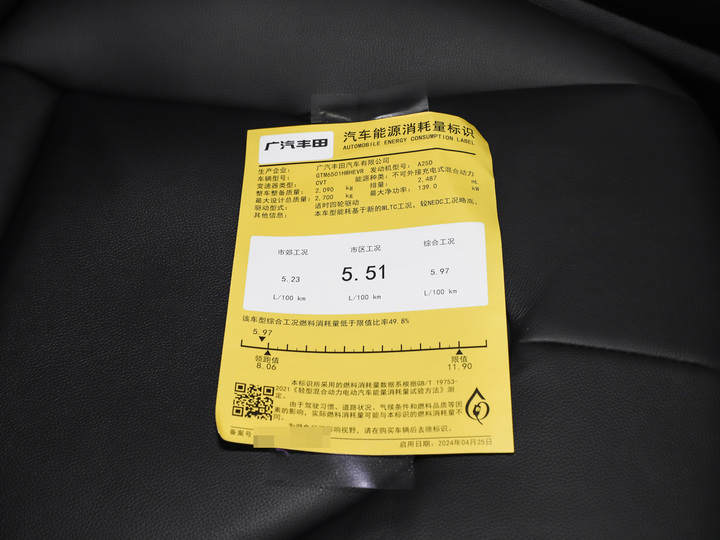 广汽丰田
汽车能源消耗量标识
AUTOMOBILE ENERGY CONSUMPTION LABEL
生产企业： 广汽丰田汽车有限公司
车辆型号： GTM6501HBHEVR 发动机型号： A25D
变速器类型： CVT 能源种类： 不可外接充电式混合动力
整车整备质量： 2,090 kg 排量： 2,487 mL
最大设计总质量： 2,700 kg 最大净功率： 139.0 kW
驱动型式： 适时四轮驱动
其他信息： 本车型能耗基于新的WLTC工况，较NEDC工况略高。
市郊工况 市区工况 综合工况
5.23 5.51 5.97
L/100 km L/100 km L/100 km
该车型综合工况燃料消耗量低于限值比率49.8%
5.97
领跑值 限值
8.06 11.90
本标识所采用的燃料消耗量数据系根据GB/T 19753-
2021《轻型混合动力电动汽车能量消耗量试验方法》测
定。
由于驾驶习惯、道路状况、气候条件和燃料品质等因
素的影响，实际燃料消耗量可能与本标识的燃料消耗量不
同。
影响视野，请在购买车辆后去除标识。
备案号
启用日期：2024年04月25日